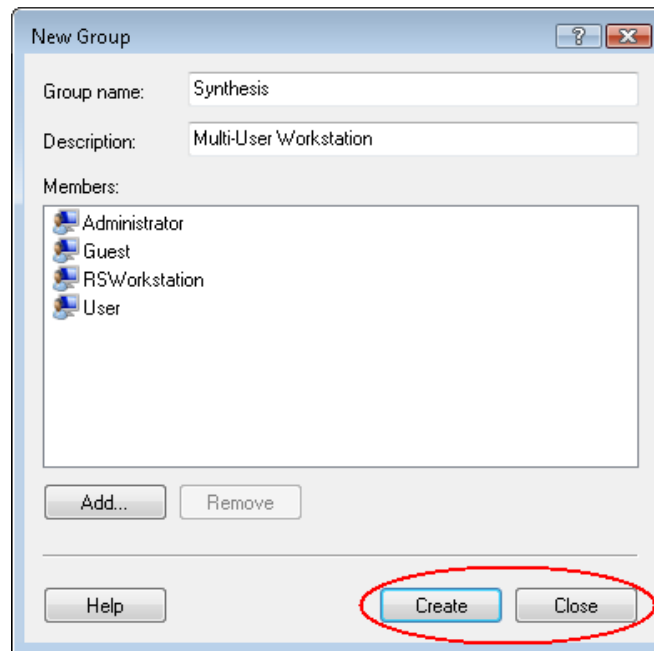 New Group
Group name: Synthesis
Description: Multi-User Workstation
Members:
Administrator
Guest
RSWorkstation
User
Add... Remove
Help Create Close